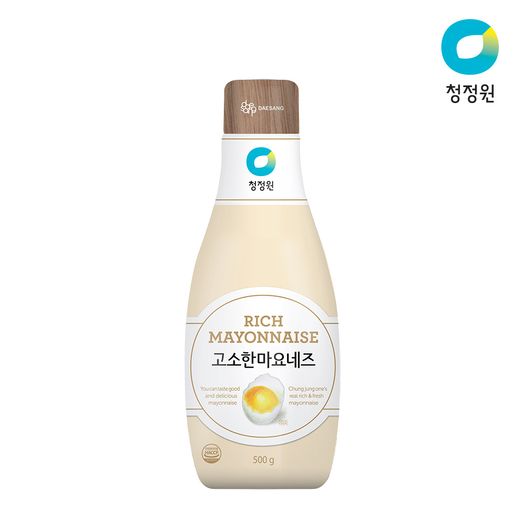 청정원
DAESANG
청정원
RICH
MAYONNAISE
고소한마요네즈
You can taste good
and delicious
mayonnaise
Chung jung one's
real rich & fresh
mayonnaise
HACCP
500 g